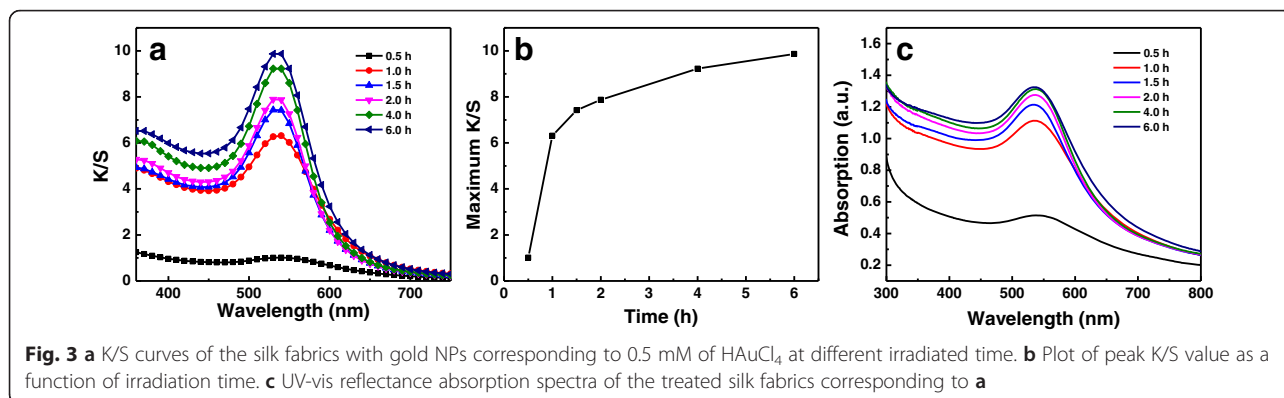 a
0.5 h
1.0 h
1.5 h
2.0 h
4.0 h
6.0 h
K/S
10
8
6
4
2
0
400 500 600 700
Wavelength (nm)
b
Maximum K/S
10
8
6
4
2
0
0 1 2 3 4 5 6
Time (h)
c
0.5 h
1.0 h
1.5 h
2.0 h
4.0 h
6.0 h
Absorption (a.u.)
1.6
1.4
1.2
1.0
0.8
0.6
0.4
0.2
300 400 500 600 700 800
Wavelength (nm)
Fig. 3 a K/S curves of the silk fabrics with gold NPs corresponding to 0.5 mM of HAuCl₄ at different irradiated time. b Plot of peak K/S value as a
function of irradiation time. c UV-vis reflectance absorption spectra of the treated silk fabrics corresponding to a